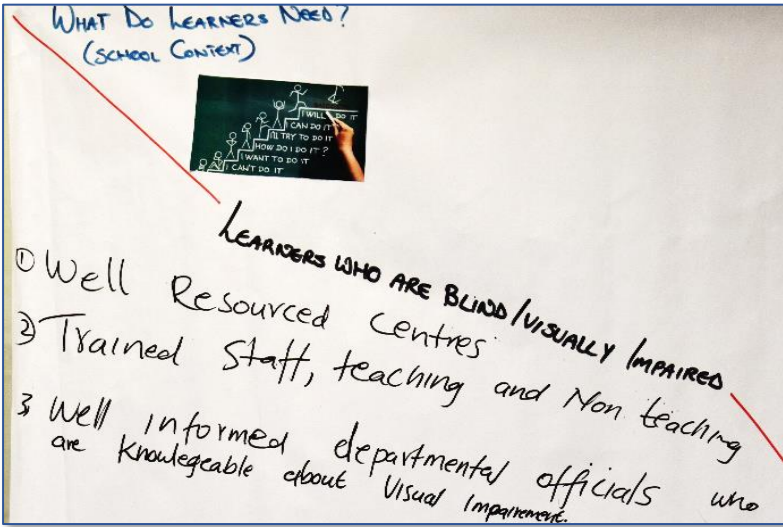 WHAT DO LEARNERS NEED?
(SCHOOL CONTEXT)
I WILL DO IT
I CAN DO IT
I'LL TRY TO DO IT
HOW DO I DO IT?
I WANT TO DO IT
I CAN'T DO IT
LEARNERS WHO ARE BLIND/VISUALLY IMPAIRED
① Well Resourced Centres
② Trained Staff, teaching and Non teaching
3, Well informed departmental officials who
are Knowlegeable about Visual Impairement.